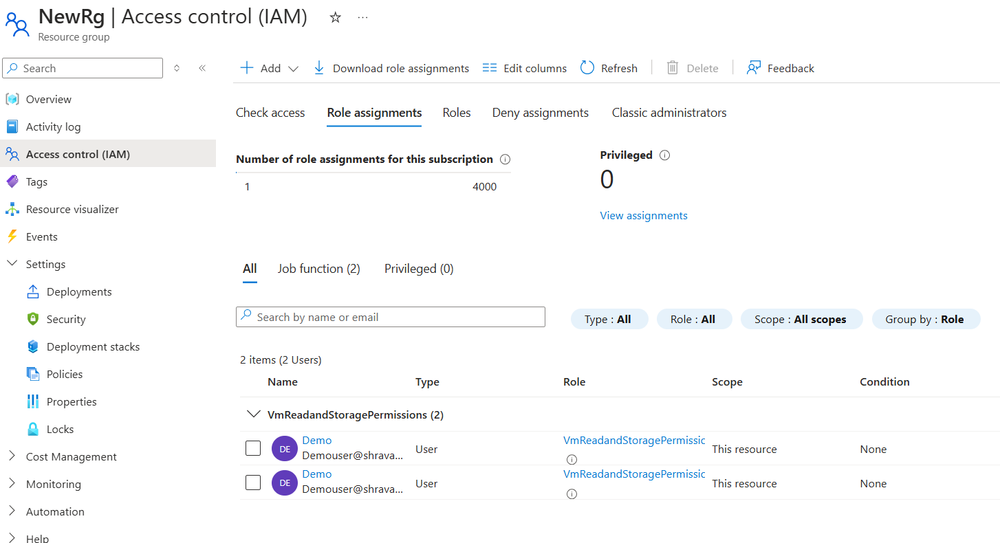 NewRg | Access control (IAM) ☆ ...
Resource group
Search
Overview
Activity log
Access control (IAM)
Tags
Resource visualizer
Events
Settings
Deployments
Security
Deployment stacks
Policies
Properties
Locks
Cost Management
Monitoring
Automation
Help
Add Download role assignments Edit columns Refresh Delete Feedback
Check access Role assignments Roles Deny assignments Classic administrators
Number of role assignments for this subscription
1 4000
Privileged
0
View assignments
All Job function (2) Privileged (0)
Search by name or email
Type : All Role : All Scope : All scopes Group by : Role
2 items (2 Users)
Name Type Role Scope Condition
VmReadandStoragePermissions (2)
DE Demo User VmReadandStoragePermissic This resource None
Demouser@shrava...
DE Demo User VmReadandStoragePermissic This resource None
Demouser@shrava...